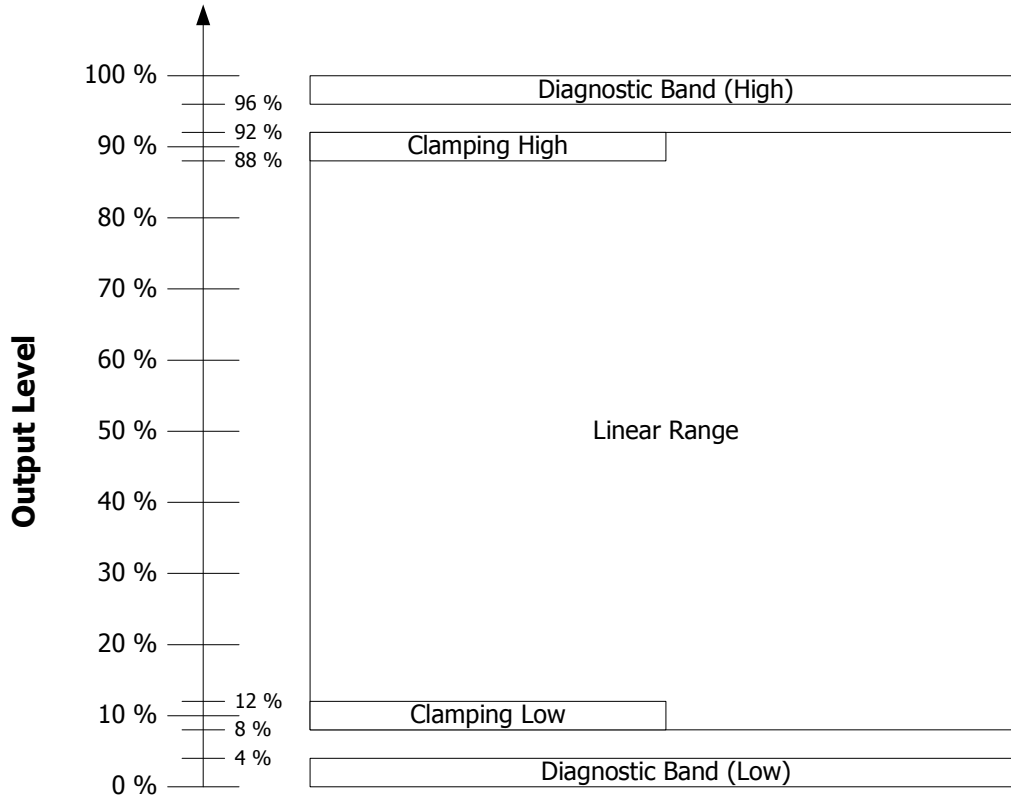 100 %
Diagnostic Band (High)
96 %
92 %
90 %
Clamping High
88 %
80 %
70 %
60 %
Output Level
50 %
Linear Range
40 %
30 %
20 %
12 %
10 %
Clamping Low
8 %
4 %
Diagnostic Band (Low)
0 %